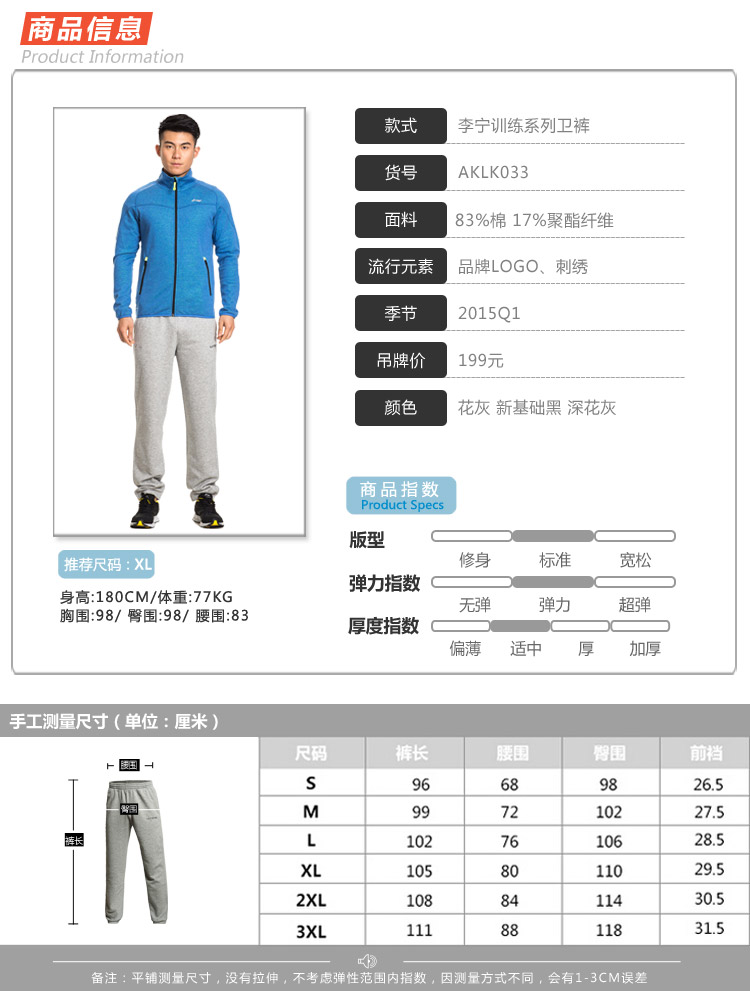 商品信息
Product Information
款式 李宁训练系列卫裤
货号 AKLK033
面料 83%棉 17%聚酯纤维
流行元素 品牌LOGO、刺绣
季节 2015Q1
吊牌价 199元
颜色 花灰 新基础黑 深花灰
推荐尺码：XL
身高:180CM/体重:77KG
胸围:98/ 臀围:98/ 腰围:83
商品指数
Product Specs
版型
修身 标准 宽松
弹力指数
无弹 弹力 超弹
厚度指数
偏薄 适中 厚 加厚
手工测量尺寸（单位：厘米）
腰围
臀围
裤长
尺码 裤长 腰围 臀围 前裆
S 96 68 98 26.5
M 99 72 102 27.5
L 102 76 106 28.5
XL 105 80 110 29.5
2XL 108 84 114 30.5
3XL 111 88 118 31.5
备注：平铺测量尺寸，没有拉伸，不考虑弹性范围内指数，因测量方式不同，会有1-3CM误差